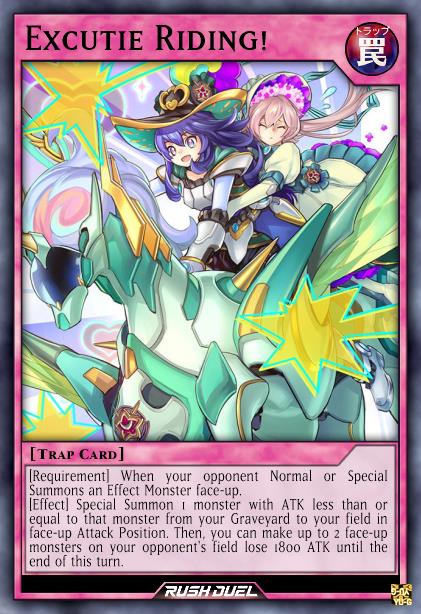 Excutie Riding!
トラップ
罠
[Trap Card]
[Requirement] When your opponent Normal or Special
Summons an Effect Monster face-up.
[Effect] Special Summon 1 monster with ATK less than or
equal to that monster from your Graveyard to your field in
face-up Attack Position. Then, you can make up to 2 face-up
monsters on your opponent's field lose 1800 ATK until the
end of this turn.
RUSH DUEL